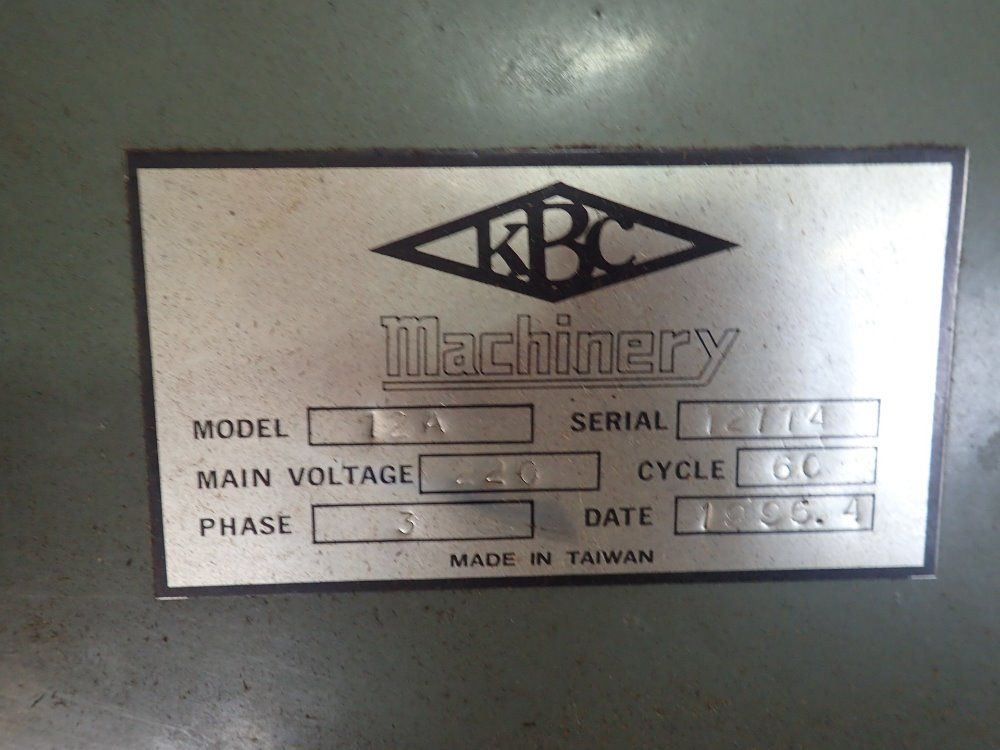 KBC
Machinery
MODEL 12A SERIAL 12114
MAIN VOLTAGE 220 CYCLE 60
PHASE 3 DATE 1996.4
MADE IN TAIWAN